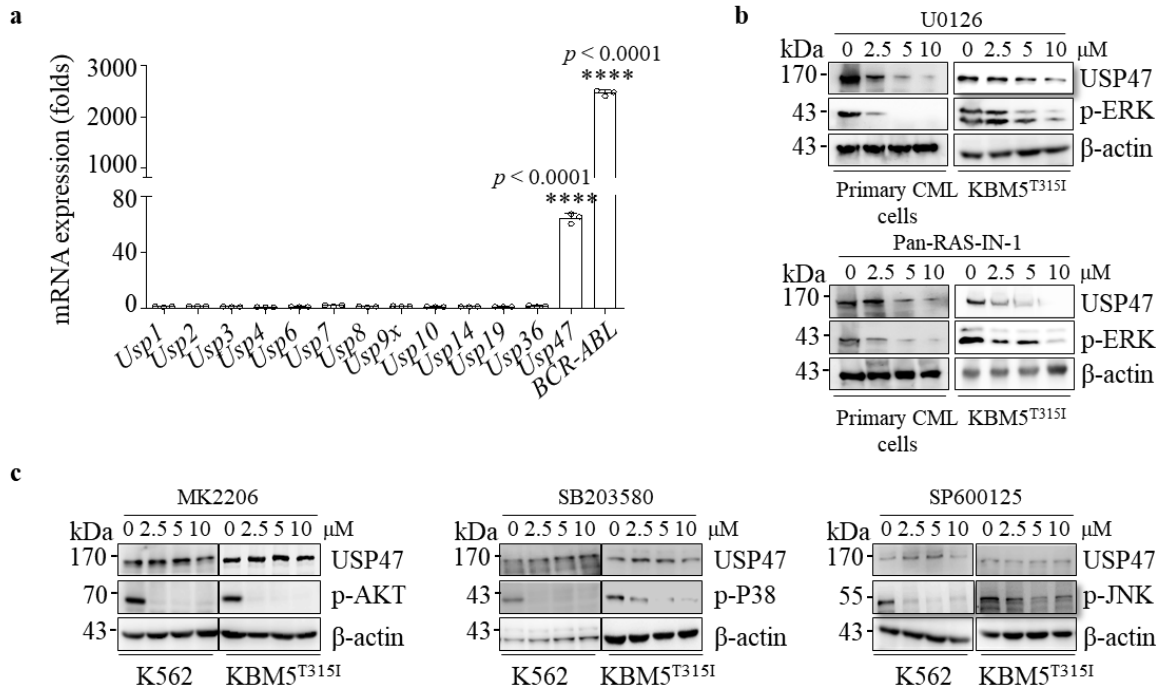 a
mRNA expression (folds)
3000
2000
1000
80
40
0
p < 0.0001
****
p < 0.0001
****
Usp1
Usp2
Usp3
Usp4
Usp6
Usp7
Usp8
Usp9x
Usp10
Usp14
Usp19
Usp36
Usp47
BCR-ABL
b
U0126
kDa 0 2.5 5 10 0 2.5 5 10 μM
170 USP47
43 p-ERK
43 β-actin
Primary CML KBM5T315I
cells
Pan-RAS-IN-1
kDa 0 2.5 5 10 0 2.5 5 10 μM
170 USP47
43 p-ERK
43 β-actin
Primary CML KBM5T315I
cells
c
MK2206
kDa 0 2.5 5 10 0 2.5 5 10 μM
170 USP47
70 p-AKT
43 β-actin
K562 KBM5T315I
SB203580
kDa 0 2.5 5 10 0 2.5 5 10 μM
170 USP47
43 p-P38
43 β-actin
K562 KBM5T315I
SP600125
kDa 0 2.5 5 10 0 2.5 5 10 μM
170 USP47
55 p-JNK
43 β-actin
K562 KBM5T315I